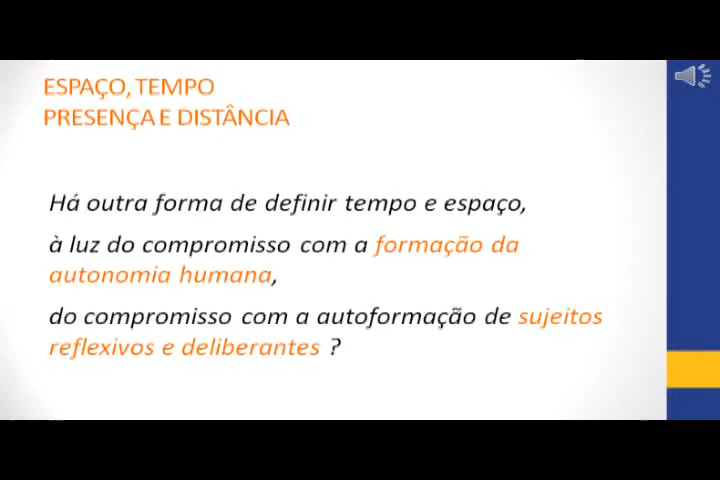 ESPAÇO, TEMPO
PRESENÇA E DISTÂNCIA
Há outra forma de definir tempo e espaço,
à luz do compromisso com a formação da
autonomia humana,
do compromisso com a autoformação de sujeitos
reflexivos e deliberantes ?